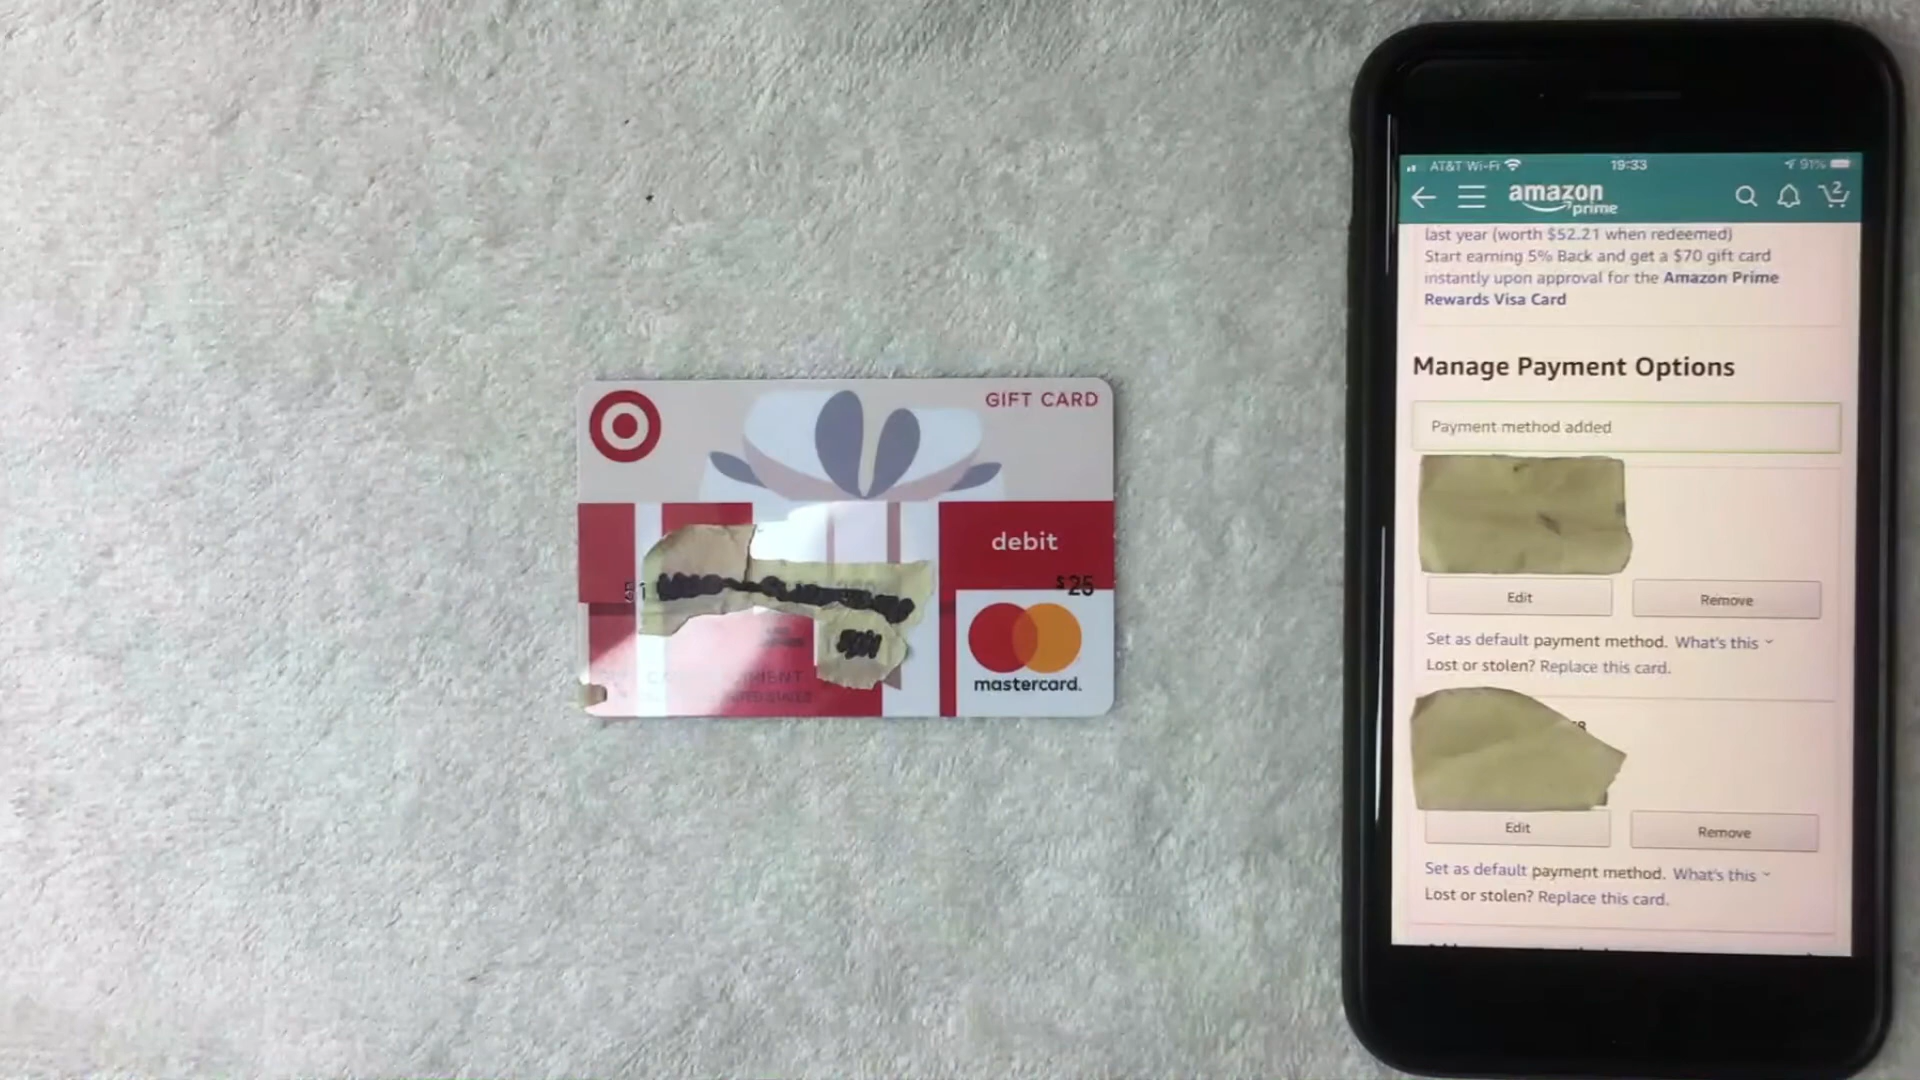 GIFT CARD
debit
$25
mastercard.
AT&T Wi-Fi 19:33 91%
amazon
prime
2
last year (worth $52.21 when redeemed)
Start earning 5% Back and get a $70 gift card
instantly upon approval for the Amazon Prime
Rewards Visa Card
Manage Payment Options
Payment method added
Edit Remove
Set as default payment method. What's this
Lost or stolen? Replace this card.
Edit Remove
Set as default payment method. What's this
Lost or stolen? Replace this card.